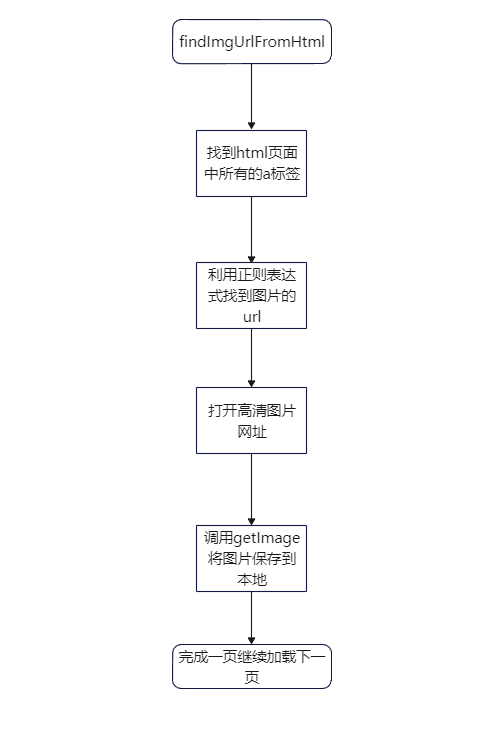 findImgUrlFromHtml
找到html页面
中所有的a标签
利用正则表达
式找到图片的
url
打开高清图片
网址
调用getImage
将图片保存到
本地
完成一页继续加载下一
页